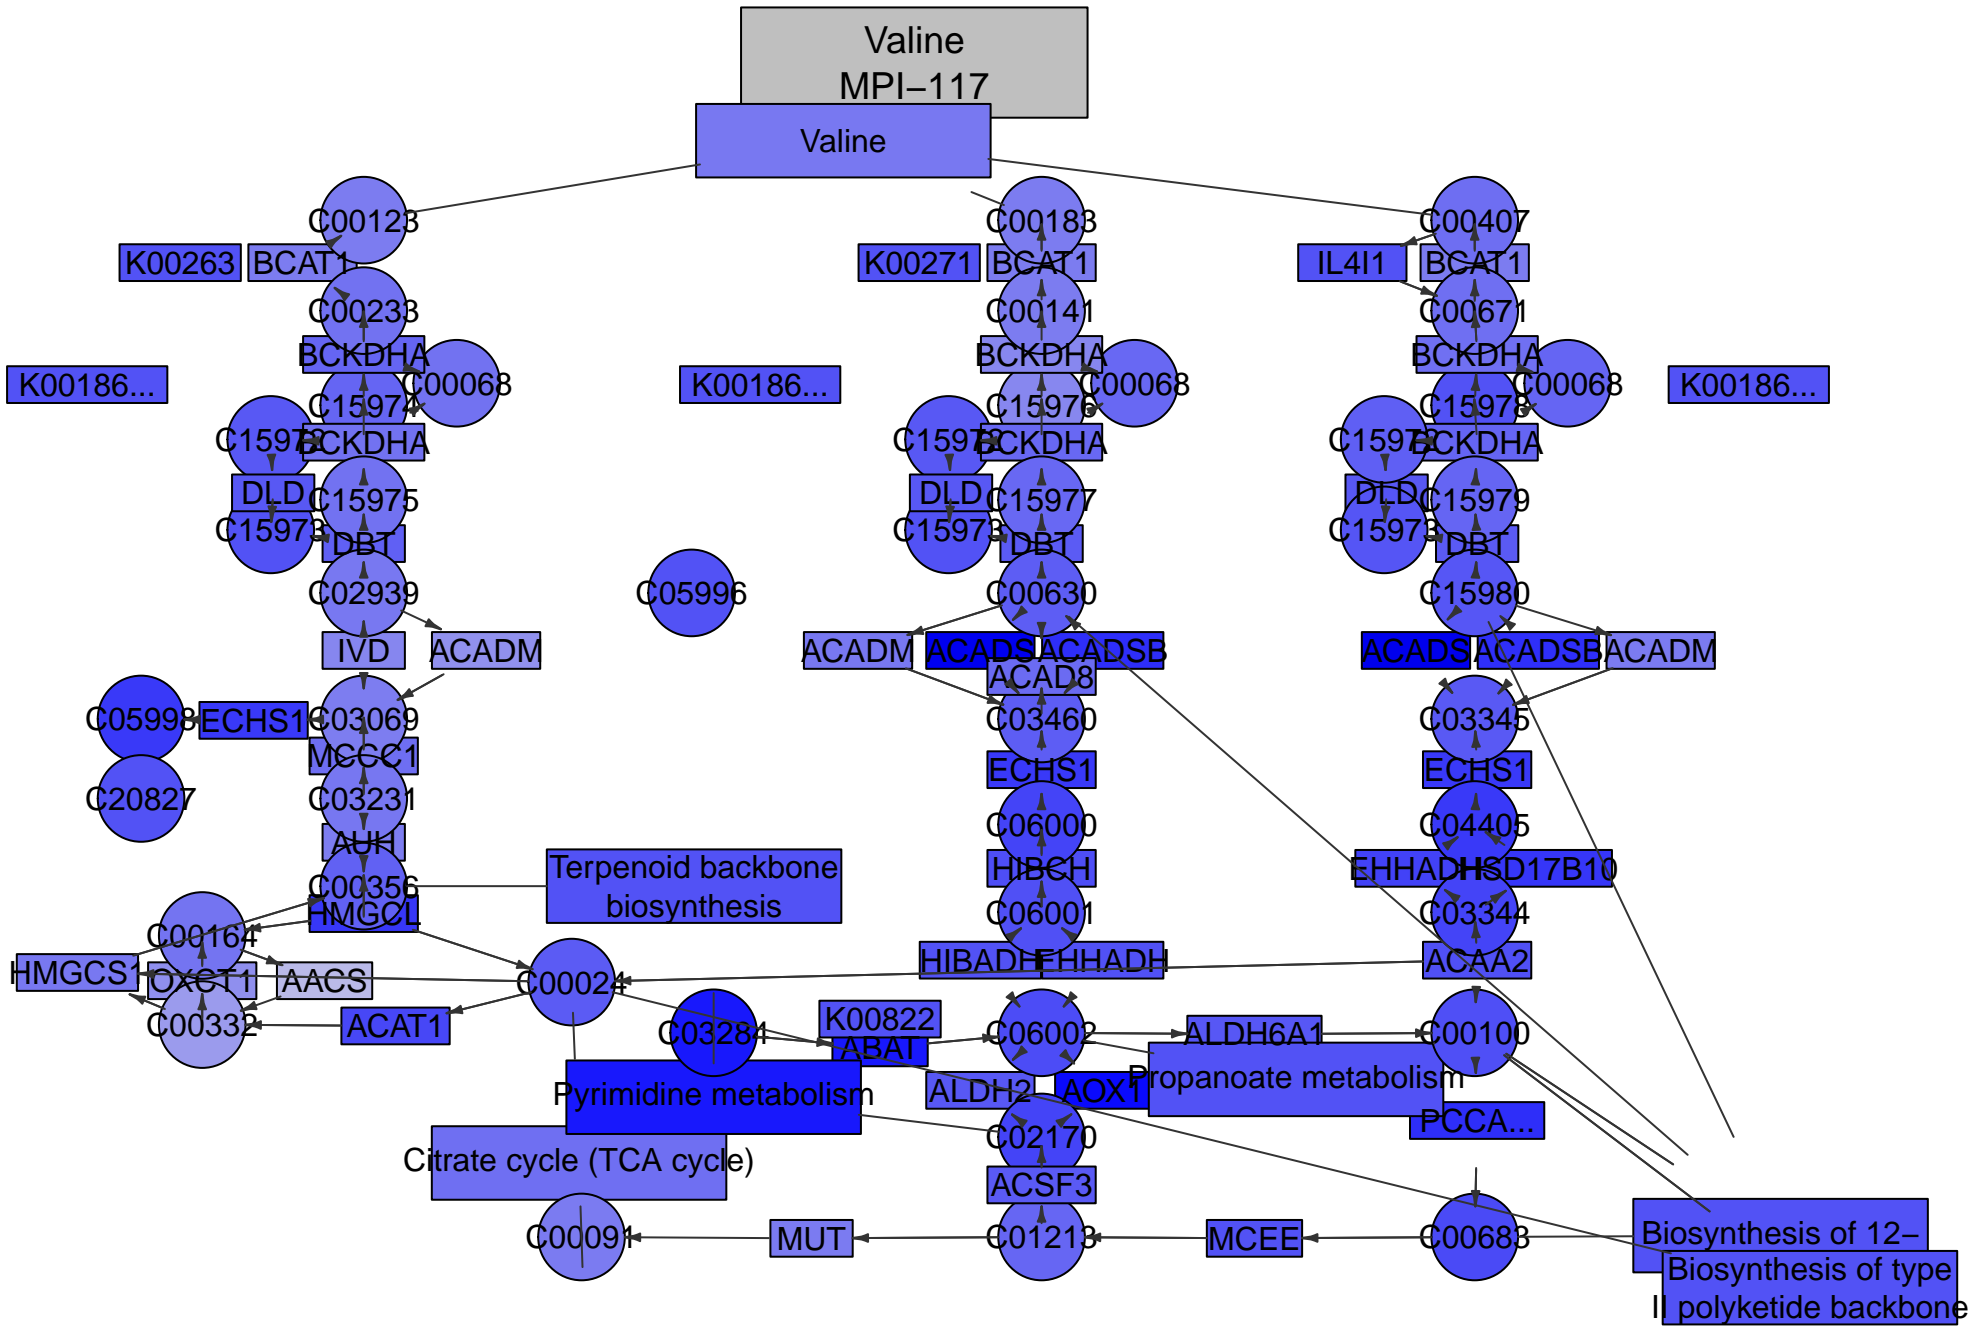 Valine
MPI−117
Valine
C00123
C00183
C00407
K00263
BCAT1
K00271
BCAT1
IL4I1
BCAT1
C00233
C00141
C00671
BCKDHA
BCKDHA
BCKDHA
K00186...
C00068
K00186...
C00068
C00068
K00186...
C15974
C15976
C15978
C15972
BCKDHA
C15972
BCKDHA
C15972
BCKDHA
DLD
C15975
DLD
C15977
DLD
C15979
C15973
DBT
C15973
DBT
C15973
DBT
C02939
C05996
C00630
C15980
IVD
ACADM
ACADM
ACADS
ACADSB
ACADS
ACADSB
ACADM
ACAD8
C05998
ECHS1
C03069
C03460
C03345
MCCC1
ECHS1
ECHS1
C20827
C03231
C06000
C04405
AUH
Terpenoid backbone
biosynthesis
HIBCH
EHHADH
HSD17B10
C00356
HMGCL
C06001
C03344
C00164
HMGCS1
OXCT1
AACS
C00024
HIBADH
EHHADH
ACAA2
C00332
ACAT1
C03284
K00822
ABAT
C06002
ALDH6A1
C00100
Pyrimidine metabolism
ALDH2
AOX1
Propanoate metabolism
PCCA...
C02170
Citrate cycle (TCA cycle)
ACSF3
C00091
MUT
C01213
MCEE
C00683
Biosynthesis of 12−
Biosynthesis of type
II polyketide backbone